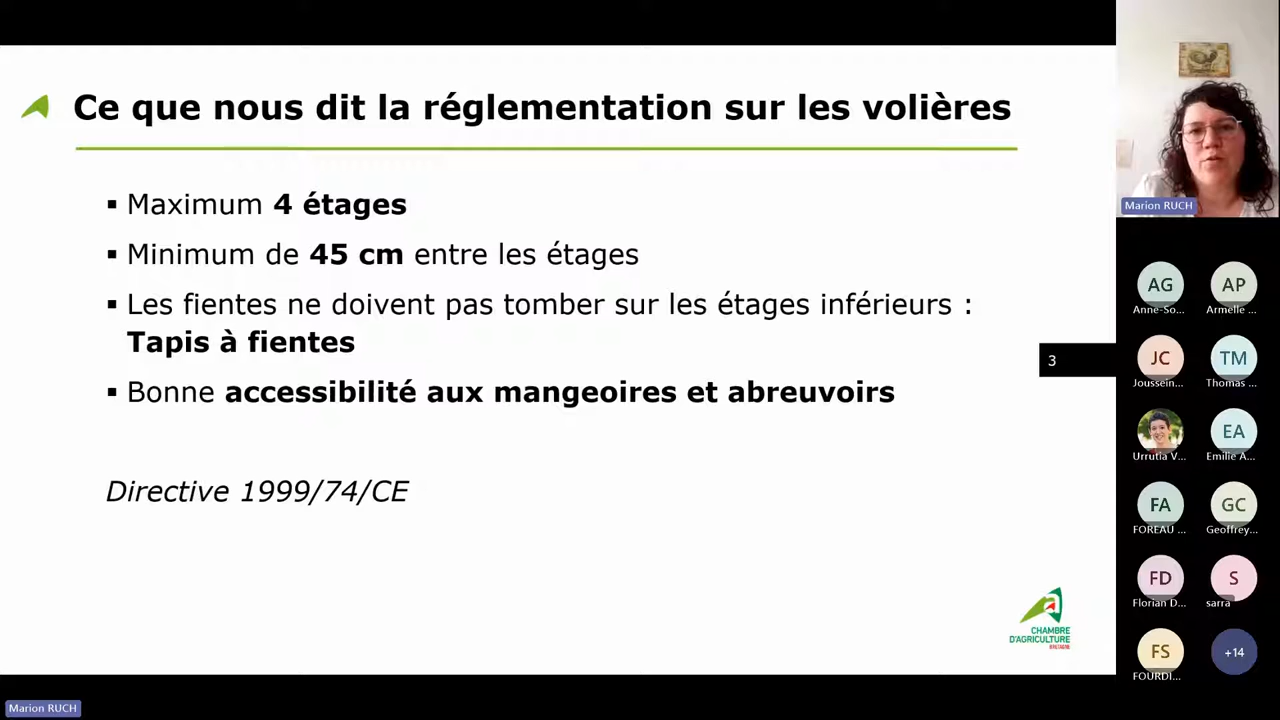 Ce que nous dit la réglementation sur les volières
▪ Maximum 4 étages
▪ Minimum de 45 cm entre les étages
▪ Les fientes ne doivent pas tomber sur les étages inférieurs :
Tapis à fientes
▪ Bonne accessibilité aux mangeoires et abreuvoirs
Directive 1999/74/CE
3
CHAMBRE
D'AGRICULTURE
BRETAGNE
Marion RUCH
AG
Anne-So...
AP
Armelle ...
JC
Joussein...
TM
Thomas ...
Urrutia V...
EA
Emilie A...
FA
FOREAU ...
GC
Geoffrey...
FD
Florian D...
S
sarra
FS
FOURDI...
+14
Marion RUCH